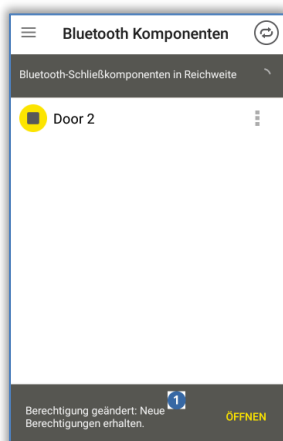 Bluetooth Komponenten
Bluetooth-Schließkomponenten in Reichweite
Door 2
1
Berechtigung geändert: Neue
Berechtigungen erhalten.
ÖFFNEN